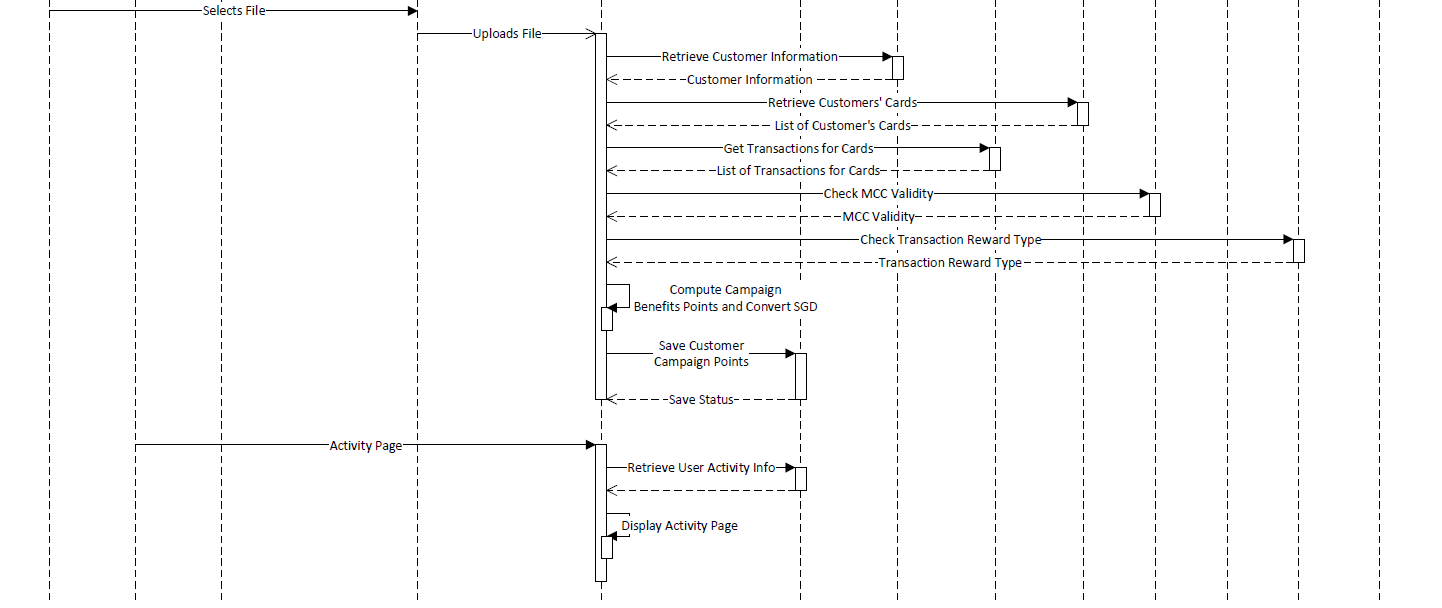 Selects File
Uploads File
Retrieve Customer Information
Customer Information
Retrieve Customers' Cards
List of Customer's Cards
Get Transactions for Cards
List of Transactions for Cards
Check MCC Validity
MCC Validity
Check Transaction Reward Type
Transaction Reward Type
Compute Campaign
Benefits Points and Convert SGD
Save Customer
Campaign Points
Save Status
Activity Page
Retrieve User Activity Info
Display Activity Page